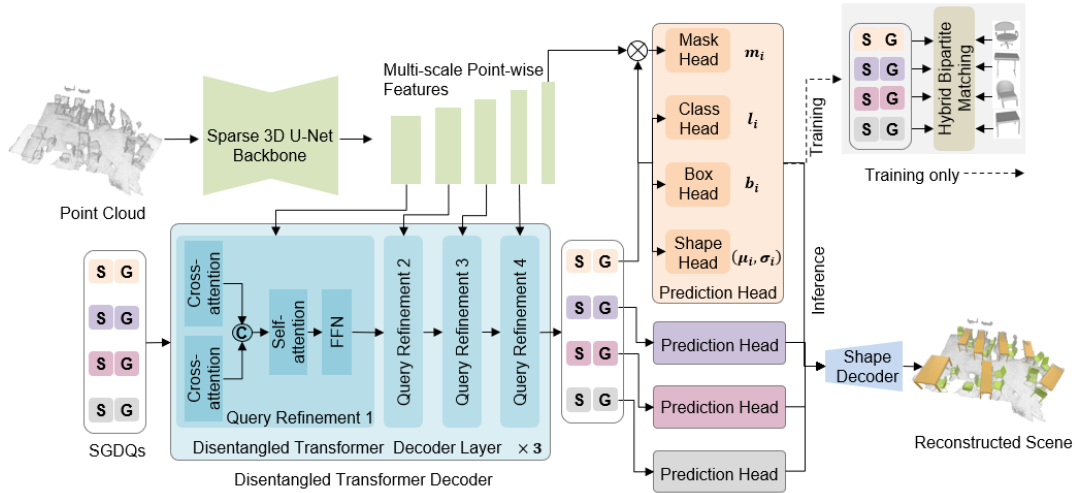 Point Cloud
Sparse 3D U-Net
Backbone
Multi-scale Point-wise
Features
Mask
Head
m_i
Class
Head
l_i
Box
Head
b_i
Shape
Head
(μ_i, σ_i)
Prediction Head
Training
Inference
S G
S G
S G
S G
Hybrid Bipartite
Matching
Training only
S G
S G
S G
S G
SGDQs
Cross-
attention
Cross-
attention
C
Self-
attention
FFN
Query Refinement 1
Query Refinement 2
Query Refinement 3
Query Refinement 4
Disentangled Transformer Decoder Layer × 3
Disentangled Transformer Decoder
S G
S G
S G
S G
Prediction Head
Prediction Head
Prediction Head
Shape
Decoder
Reconstructed Scene